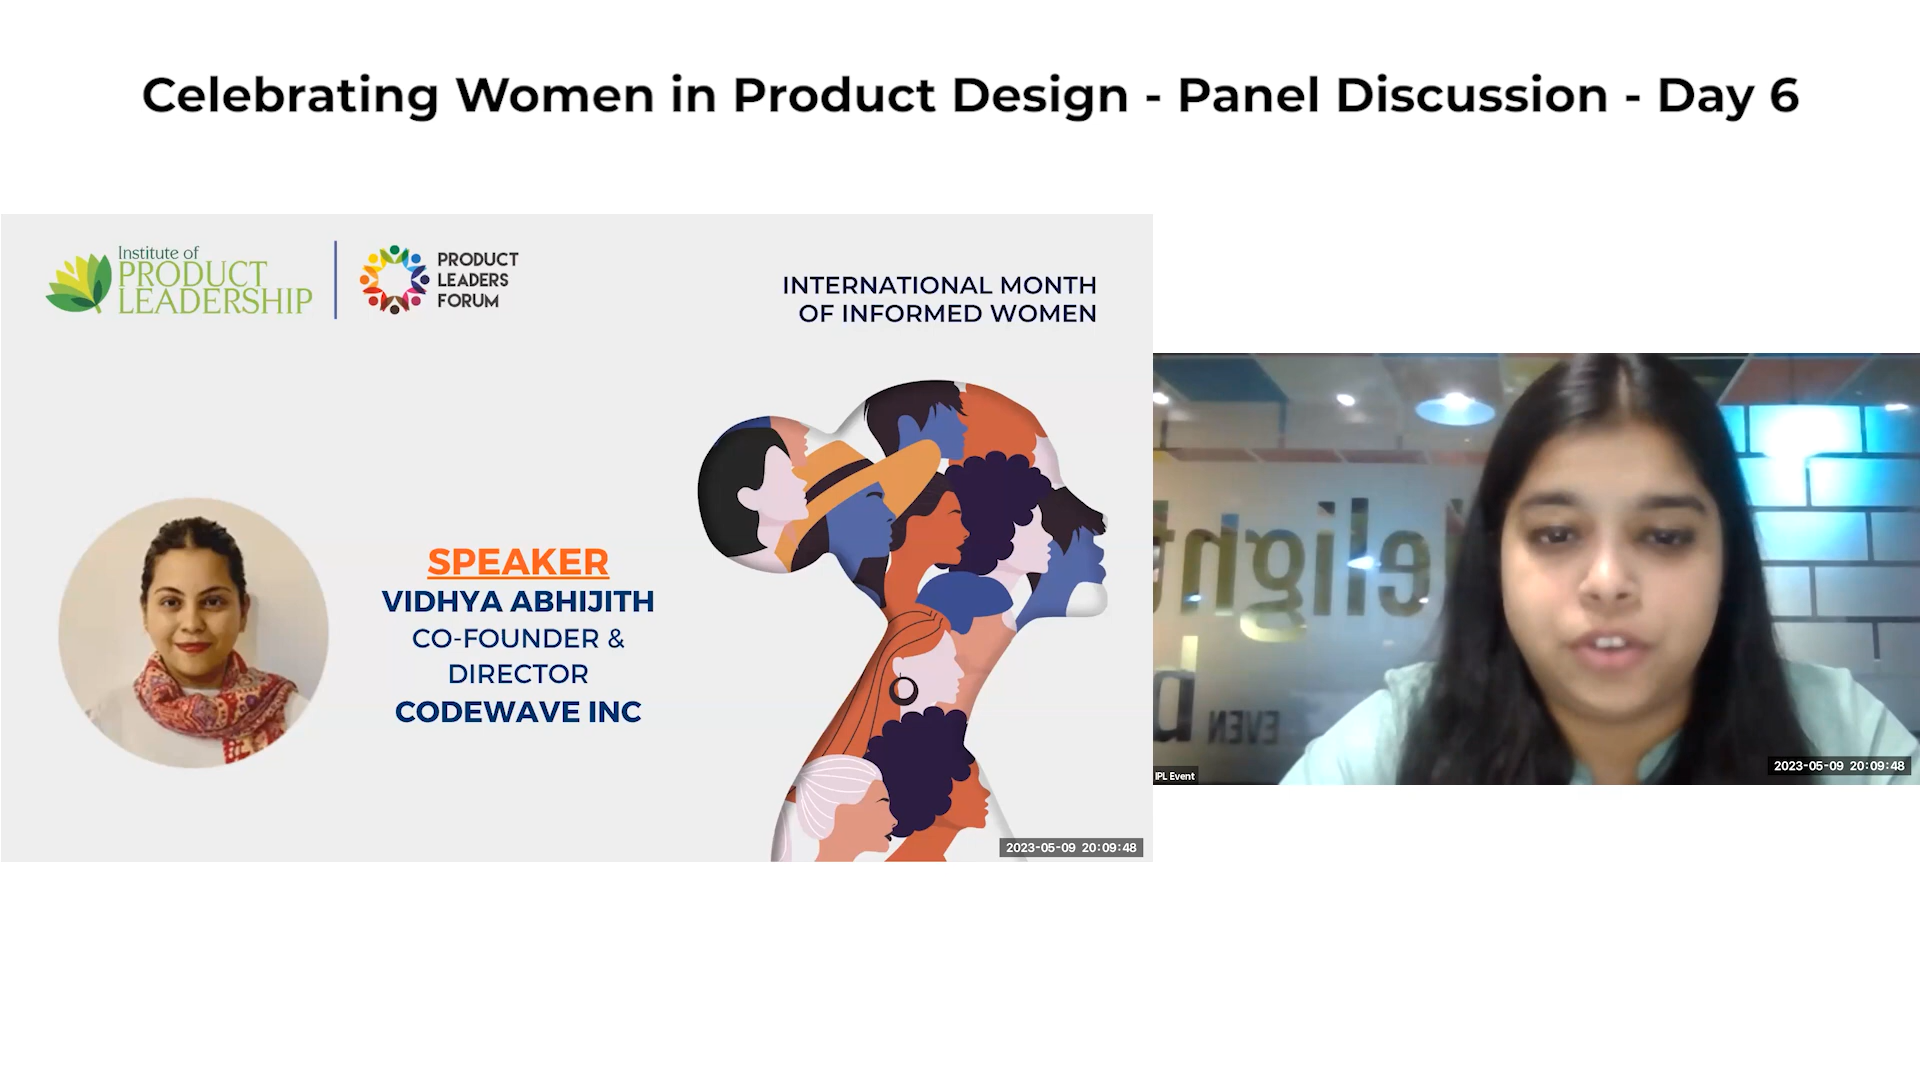 Celebrating Women in Product Design - Panel Discussion - Day 6
Institute of
PRODUCT
LEADERSHIP
PRODUCT
LEADERS
FORUM
INTERNATIONAL MONTH
OF INFORMED WOMEN
SPEAKER
VIDHYA ABHIJITH
CO-FOUNDER &
DIRECTOR
CODEWAVE INC
2023-05-09 20:09:48
EVEN
IPL Event
2023-05-09 20:09:48